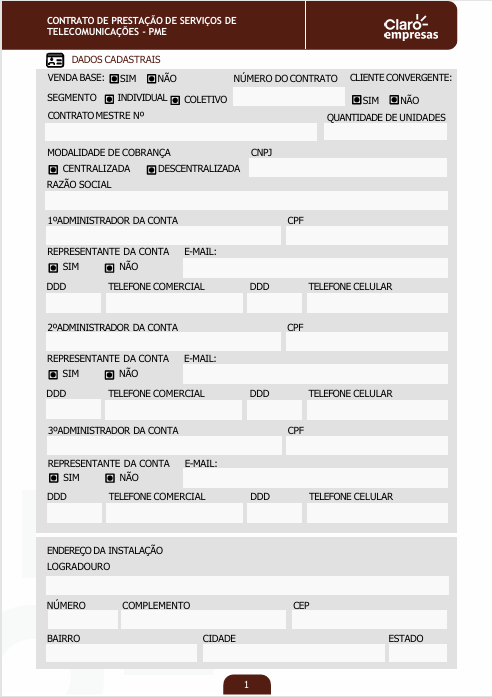 CONTRATO DE PRESTAÇÃO DE SERVIÇOS DE
TELECOMUNICAÇÕES - PME
Claro
empresas
DADOS CADASTRAIS
VENDA BASE: SIM NÃO NÚMERO DO CONTRATO CLIENTE CONVERGENTE:
SEGMENTO INDIVIDUAL COLETIVO SIM NÃO
CONTRATO MESTRE Nº QUANTIDADE DE UNIDADES
MODALIDADE DE COBRANÇA CNPJ
CENTRALIZADA DESCENTRALIZADA
RAZÃO SOCIAL
1ºADMINISTRADOR DA CONTA CPF
REPRESENTANTE DA CONTA E-MAIL:
SIM NÃO
DDD TELEFONE COMERCIAL DDD TELEFONE CELULAR
2ºADMINISTRADOR DA CONTA CPF
REPRESENTANTE DA CONTA E-MAIL:
SIM NÃO
DDD TELEFONE COMERCIAL DDD TELEFONE CELULAR
3ºADMINISTRADOR DA CONTA CPF
REPRESENTANTE DA CONTA E-MAIL:
SIM NÃO
DDD TELEFONE COMERCIAL DDD TELEFONE CELULAR
ENDEREÇO DA INSTALAÇÃO
LOGRADOURO
NÚMERO COMPLEMENTO CEP
BAIRRO CIDADE ESTADO
1